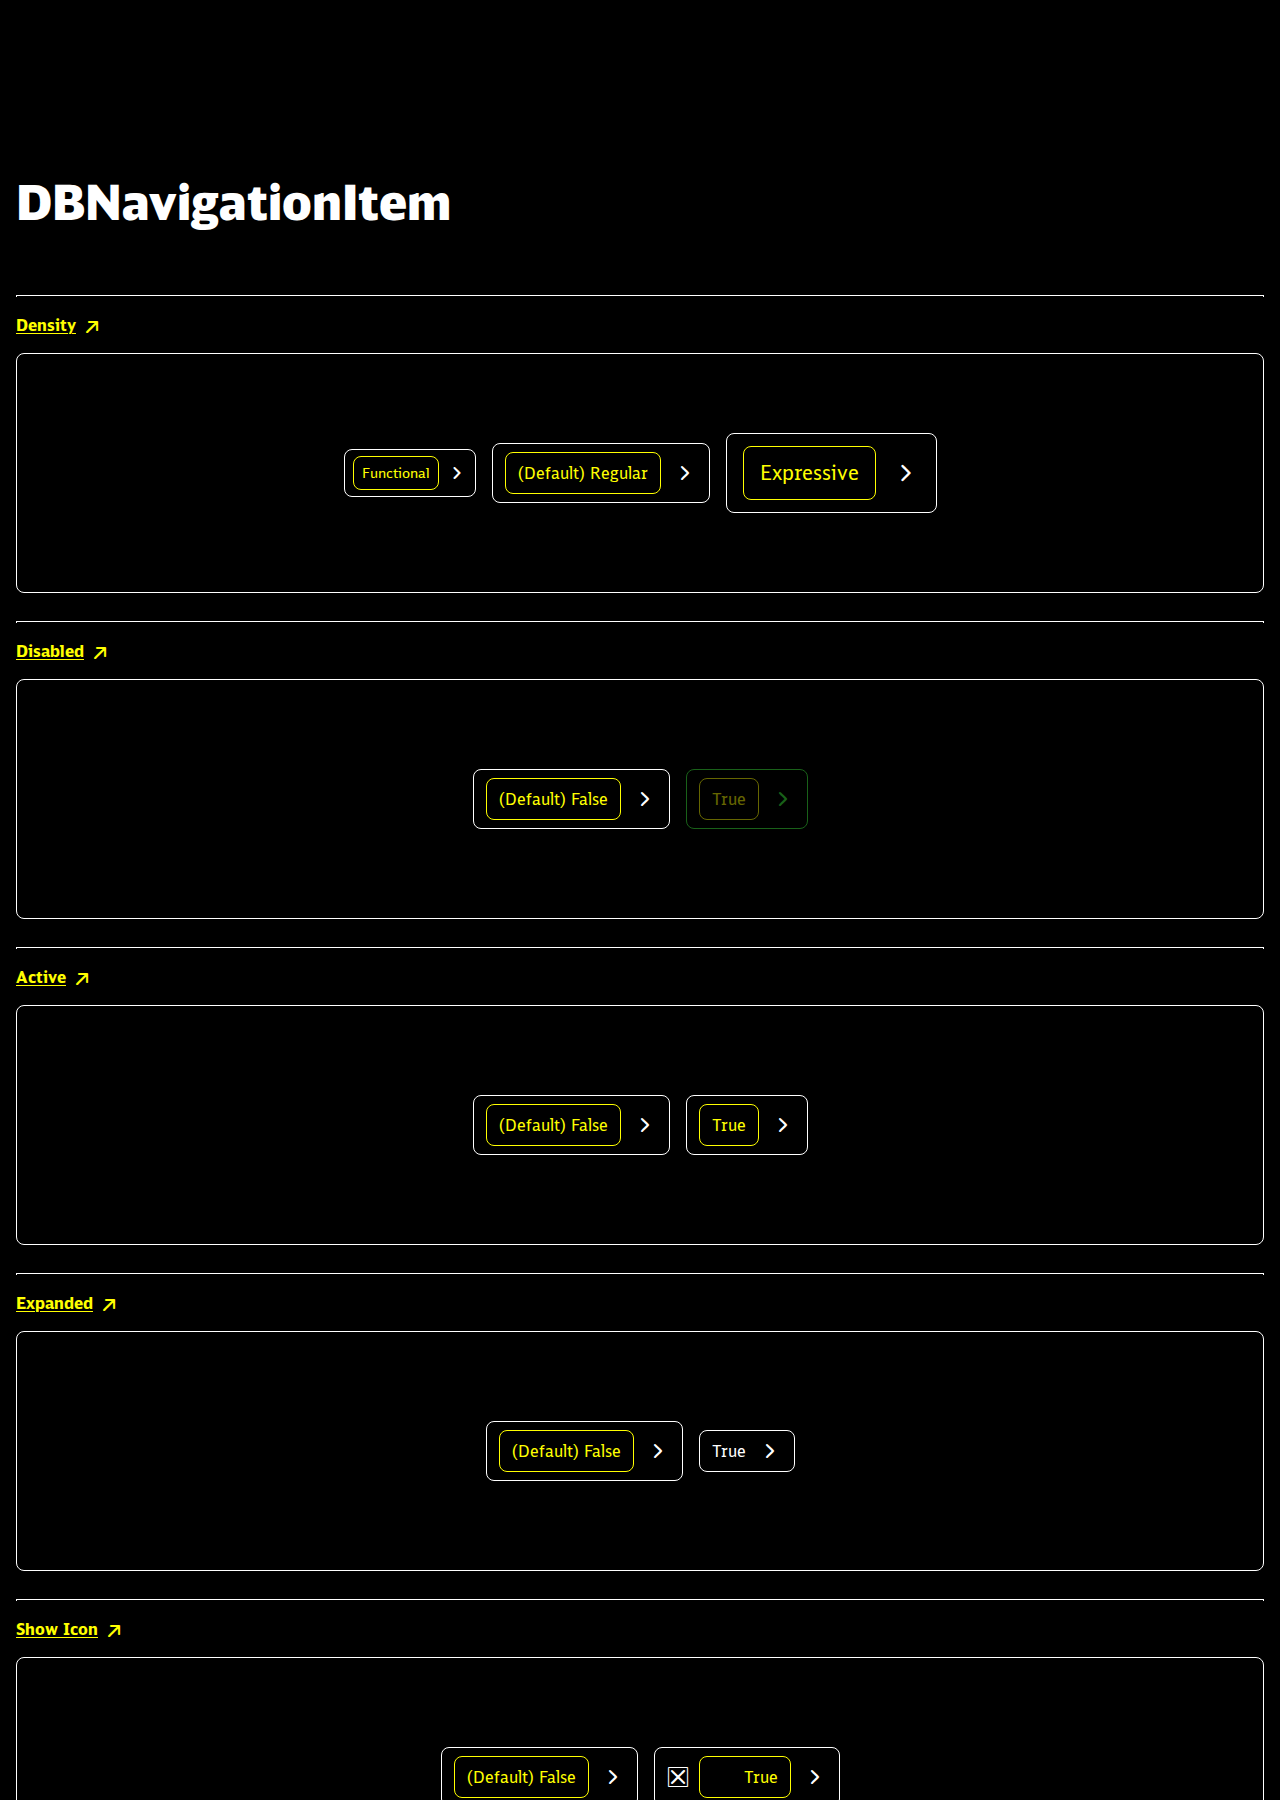 DBNavigationItem
Density
Functional
(Default) Regular
Expressive
Disabled
(Default) False
True
Active
(Default) False
True
Expanded
(Default) False
True
Show Icon
(Default) False
True